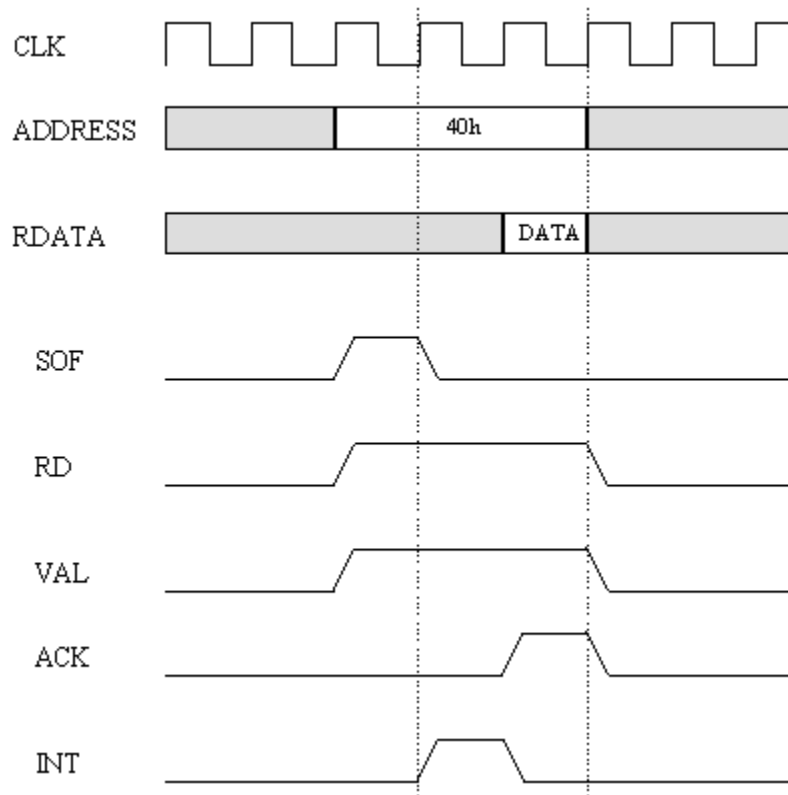 CLK
ADDRESS
40h
RDATA
DATA
SOF
RD
VAL
ACK
INT